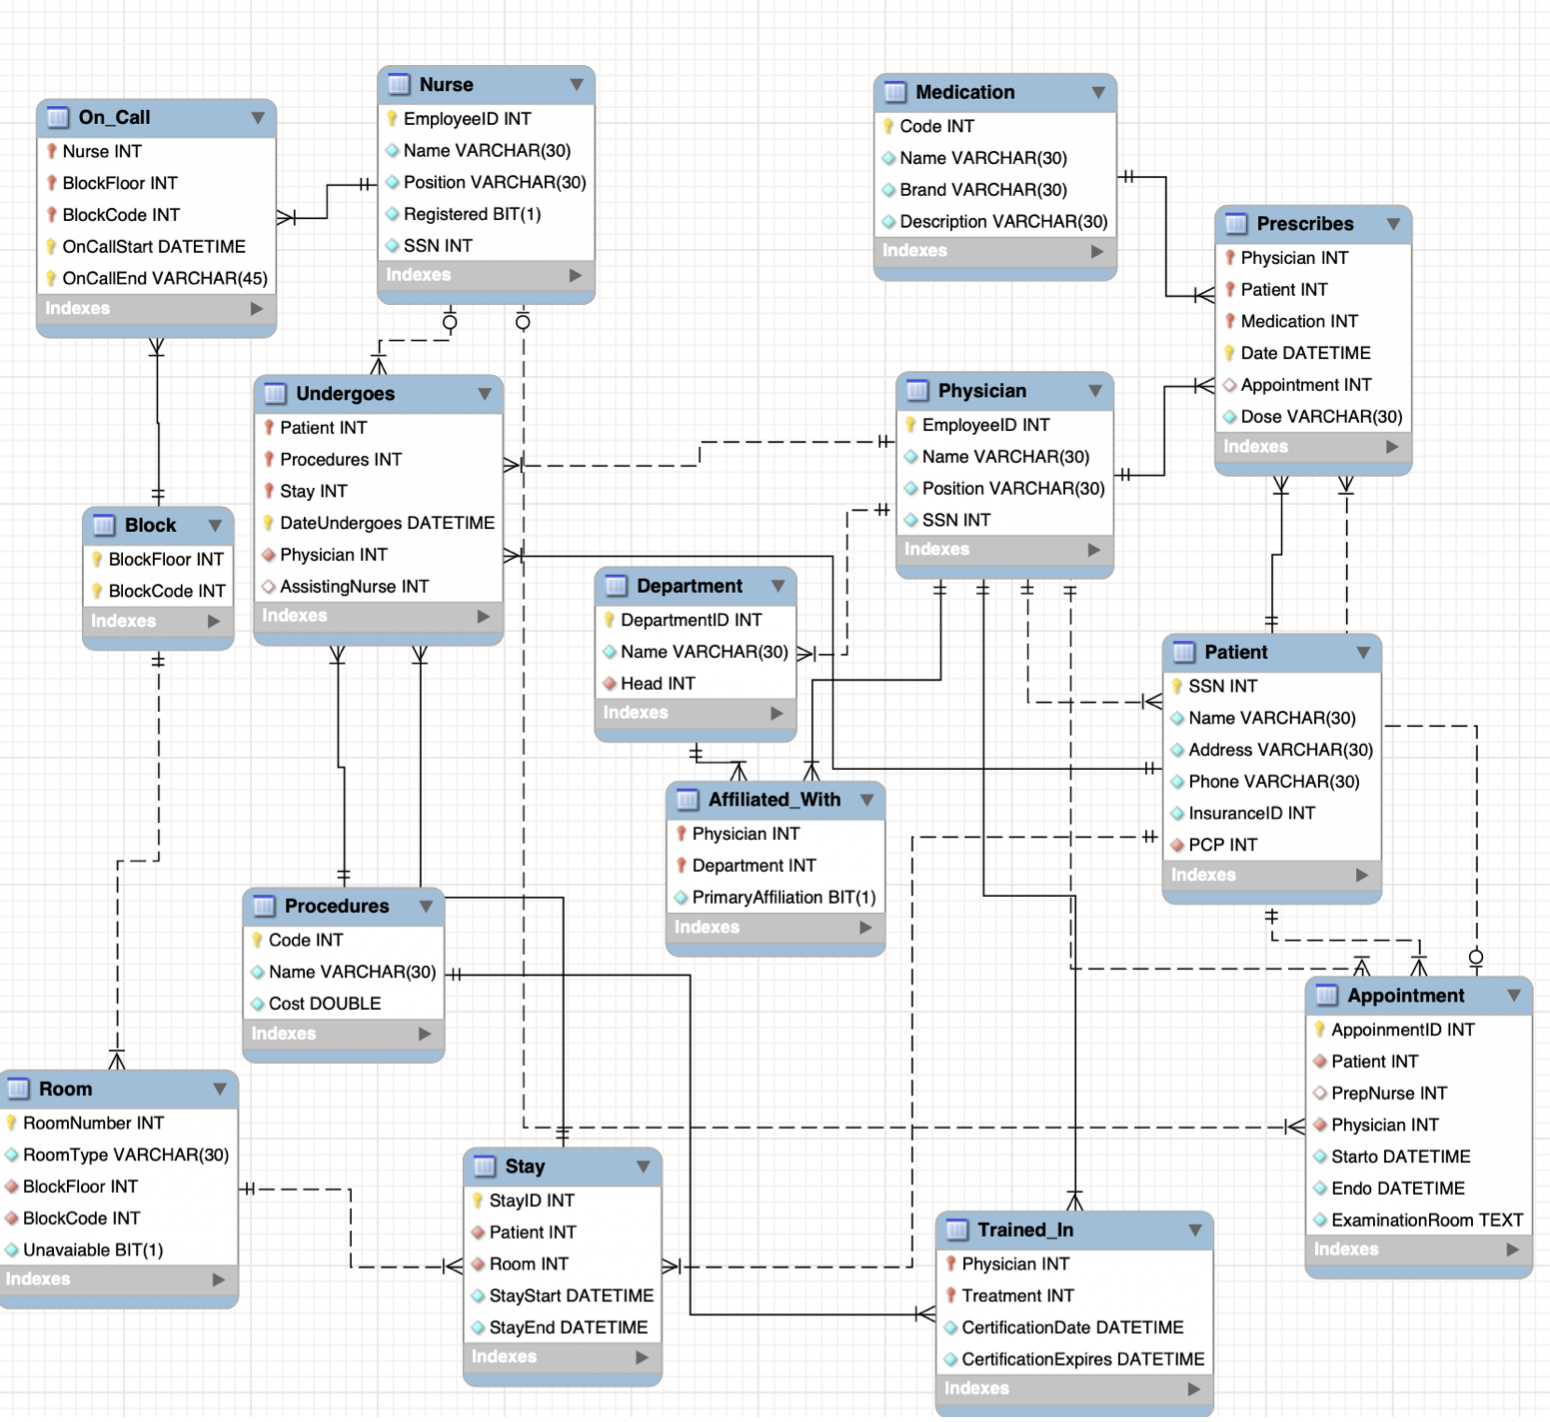 On_Call
Nurse INT
BlockFloor INT
BlockCode INT
OnCallStart DATETIME
OnCallEnd VARCHAR(45)
Indexes
Nurse
EmployeeID INT
Name VARCHAR(30)
Position VARCHAR(30)
Registered BIT(1)
SSN INT
Indexes
Medication
Code INT
Name VARCHAR(30)
Brand VARCHAR(30)
Description VARCHAR(30)
Indexes
Prescribes
Physician INT
Patient INT
Medication INT
Date DATETIME
Appointment INT
Dose VARCHAR(30)
Indexes
Undergoes
Patient INT
Procedures INT
Stay INT
DateUndergoes DATETIME
Physician INT
AssistingNurse INT
Indexes
Physician
EmployeeID INT
Name VARCHAR(30)
Position VARCHAR(30)
SSN INT
Indexes
Block
BlockFloor INT
BlockCode INT
Indexes
Department
DepartmentID INT
Name VARCHAR(30)
Head INT
Indexes
Patient
SSN INT
Name VARCHAR(30)
Address VARCHAR(30)
Phone VARCHAR(30)
InsuranceID INT
PCP INT
Indexes
Affiliated_With
Physician INT
Department INT
PrimaryAffiliation BIT(1)
Indexes
Procedures
Code INT
Name VARCHAR(30)
Cost DOUBLE
Indexes
Appointment
AppoinmentID INT
Patient INT
PrepNurse INT
Physician INT
Starto DATETIME
Endo DATETIME
ExaminationRoom TEXT
Indexes
Room
RoomNumber INT
RoomType VARCHAR(30)
BlockFloor INT
BlockCode INT
Unavaiable BIT(1)
Indexes
Stay
StayID INT
Patient INT
Room INT
StayStart DATETIME
StayEnd DATETIME
Indexes
Trained_In
Physician INT
Treatment INT
CertificationDate DATETIME
CertificationExpires DATETIME
Indexes